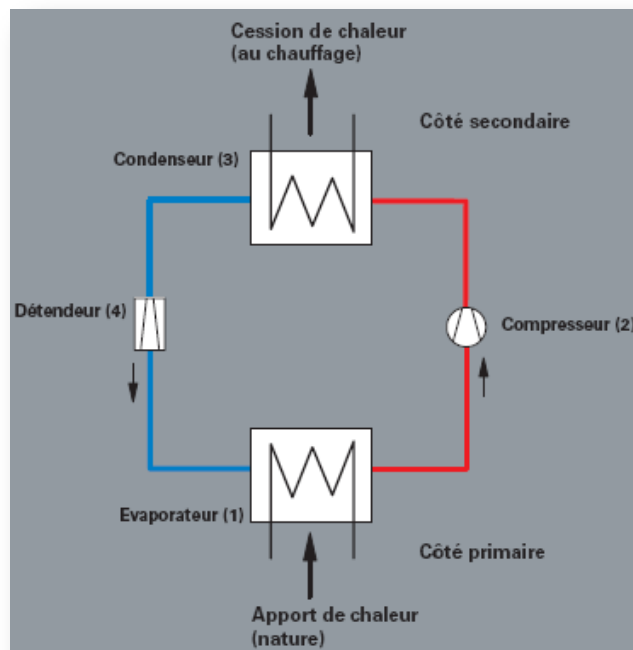 Cession de chaleur
(au chauffage)
Côté secondaire
Condenseur (3)
Détendeur (4)
Compresseur (2)
Evaporateur (1)
Côté primaire
Apport de chaleur
(nature)